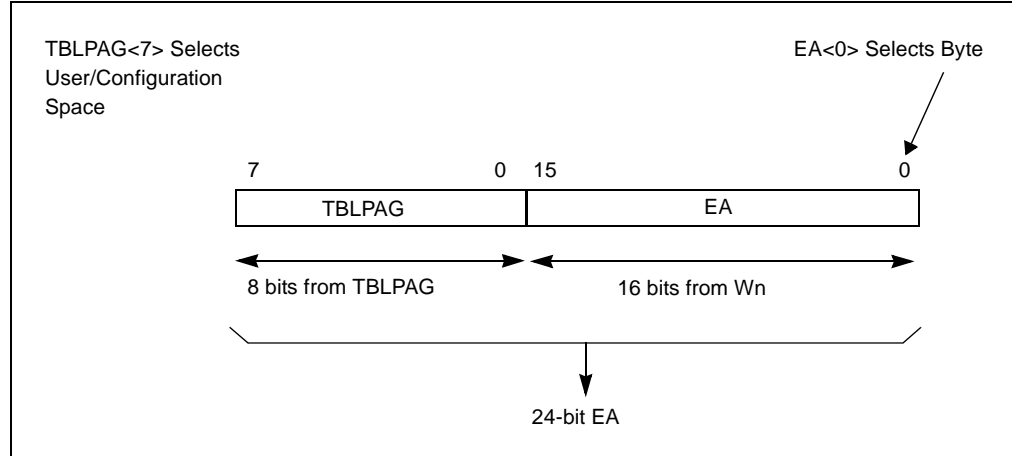 TBLPAG<7> Selects
User/Configuration
Space
EA<0> Selects Byte
7 0 15 0
TBLPAG EA
8 bits from TBLPAG 16 bits from Wn
24-bit EA